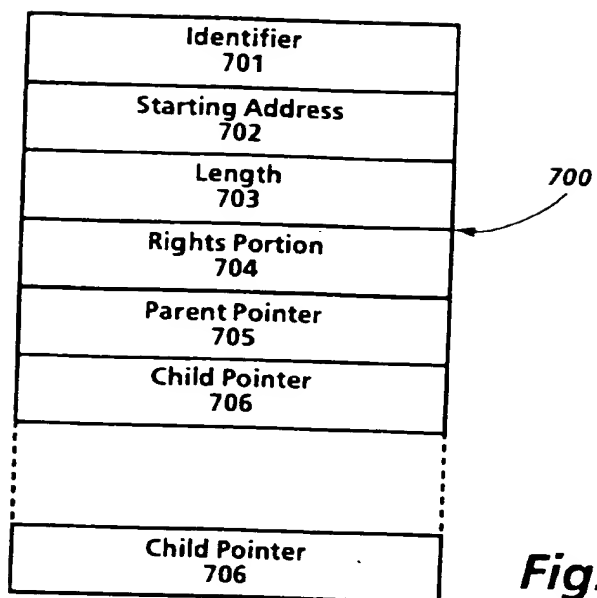 Identifier
701
Starting Address
702
Length
703
700
Rights Portion
704
Parent Pointer
705
Child Pointer
706
Child Pointer
706
Fig.